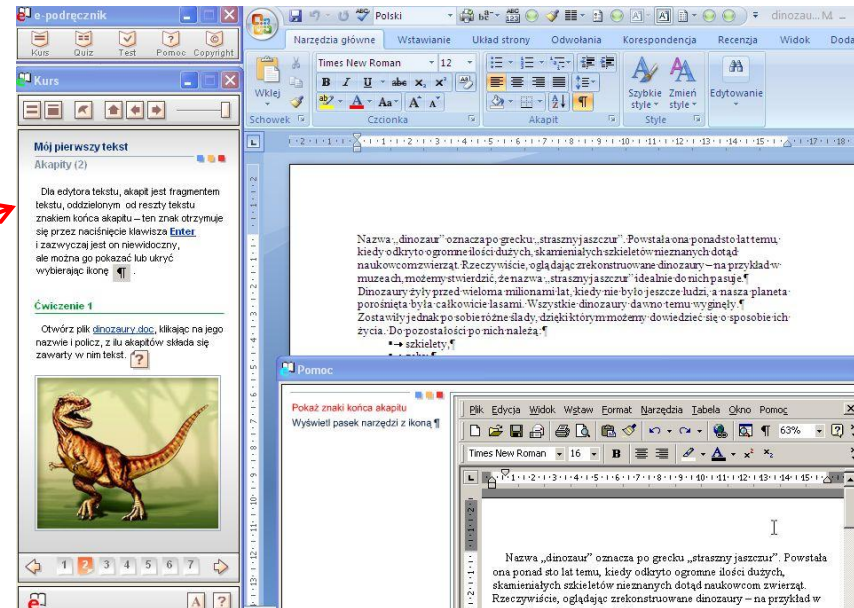 e-podręcznik
Kurs Quiz Test Pomoc Copyright
Kurs
Mój pierwszy tekst
Akapity (2)
Dla edytora tekstu, akapit jest fragmentem
tekstu, oddzielonym od reszty tekstu
znakiem końca akapitu – ten znak otrzymuje
się przez naciśnięcie klawisza Enter
i zazwyczaj jest on niewidoczny,
ale można go pokazać lub ukryć
wybierając ikonę ¶ .
Ćwiczenie 1
Otwórz plik dinozaury.doc, klikając na jego
nazwie i policz, z ilu akapitów składa się
zawarty w nim tekst. ?
1 2 3 4 5 6 7
A ?
Polski dinozau...
Narzędzia główne Wstawianie Układ strony Odwołania Korespondencja Recenzja Widok Doda
Wklej
Times New Roman 12
B I U abc x₂ x²
Szybkie style Zmień style Edytowanie
Schowek Czcionka Akapit Style
Nazwa „dinozaur” oznacza po grecku „straszny jaszczur”. Powstała ona ponad sto lat temu,
kiedy odkryto ogromne ilości dużych, skamieniałych szkieletów nieznanych dotąd
naukowcom zwierząt. Rzeczywiście, oglądając zrekonstruowane dinozaury – na przykład w
muzeach, możemy stwierdzić, że nazwa „straszny jaszczur” idealnie do nich pasuje.¶
Dinozaury żyły przed wieloma milionami lat, kiedy nie było jeszcze ludzi, a nasza planeta
porośnięta była całkowicie lasami. Wszystkie dinozaury dawno temu wyginęły.¶
Zostawiły jednak po sobie różne ślady, dzięki którym możemy dowiedzieć się o sposobie ich
życia. Do pozostałości po nich należą:¶
szkielety,¶
Pomoc
Pokaż znaki końca akapitu
Wyświetl pasek narzędzi z ikoną ¶
Plik Edycja Widok Wstaw Format Narzędzia Tabela Okno Pomoc
¶ 63%
Times New Roman 16 B A x² x₂
Nazwa „dinozaur” oznacza po grecku „straszny jaszczur”. Powstała
ona ponad sto lat temu, kiedy odkryto ogromne ilości dużych,
skamieniałych szkieletów nieznanych dotąd naukowcom zwierząt.
Rzeczywiście, oglądając zrekonstruowane dinozaury – na przykład w